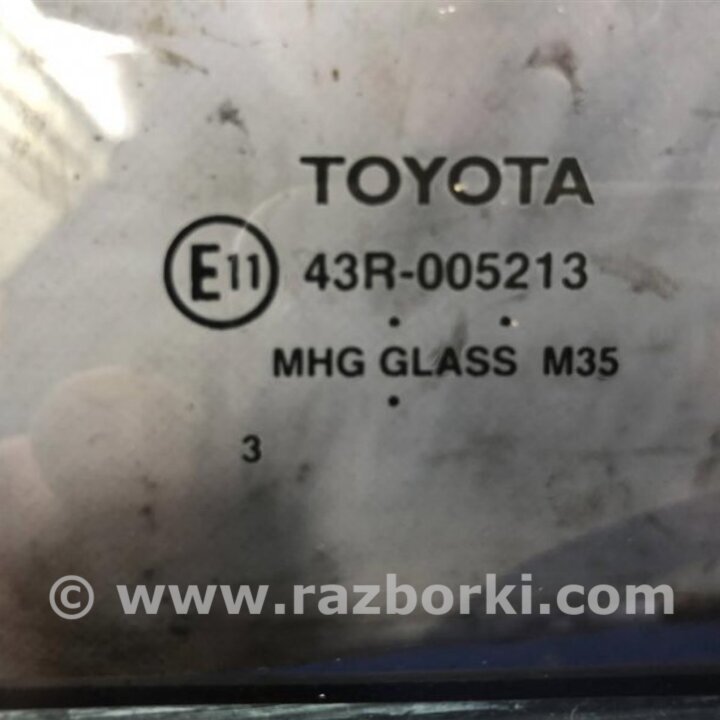 TOYOTA
E11 43R-005213
MHG GLASS M35
3
© www.razborki.com